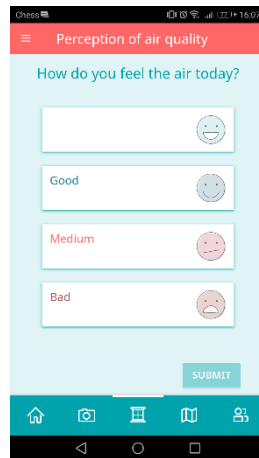 Chess
16:07
Perception of air quality
How do you feel the air today?
Good
Medium
Bad
SUBMIT